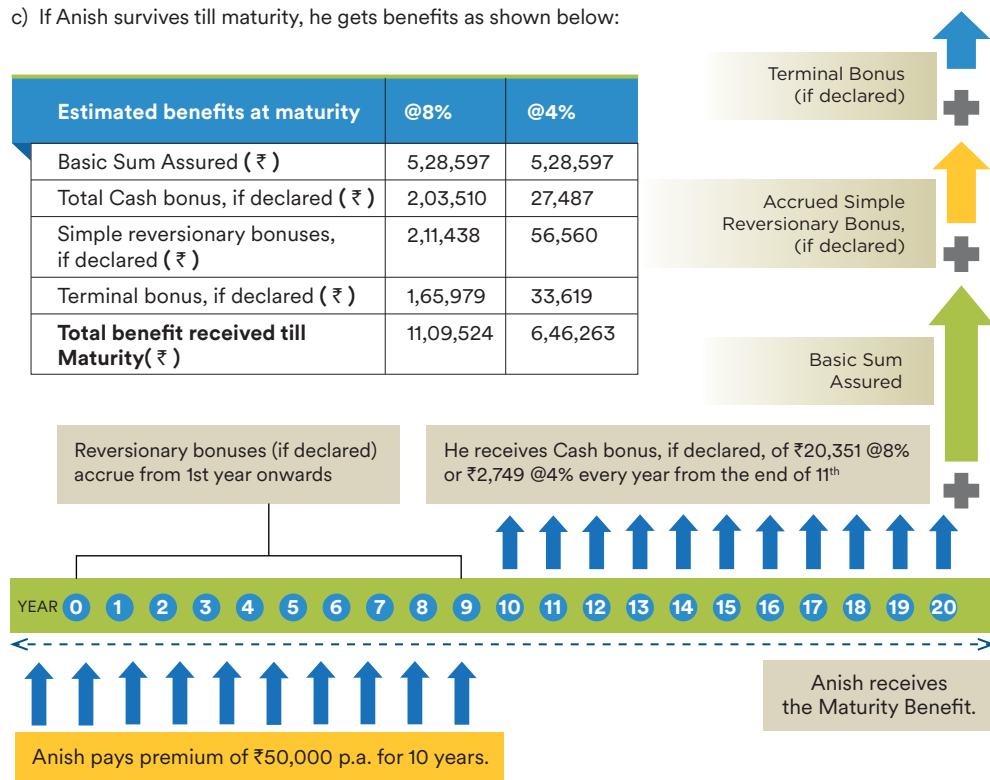 c) If Anish survives till maturity, he gets benefits as shown below:
Estimated benefits at maturity @8% @4%
Basic Sum Assured (₹) 5,28,597 5,28,597
Total Cash bonus, if declared (₹) 2,03,510 27,487
Simple reversionary bonuses,
if declared (₹) 2,11,438 56,560
Terminal bonus, if declared (₹) 1,65,979 33,619
Total benefit received till
Maturity(₹) 11,09,524 6,46,263
Terminal Bonus
(if declared)
Accrued Simple
Reversionary Bonus,
(if declared)
Basic Sum
Assured
Reversionary bonuses (if declared)
accrue from 1st year onwards
He receives Cash bonus, if declared, of ₹20,351 @8%
or ₹2,749 @4% every year from the end of 11th
YEAR 0 1 2 3 4 5 6 7 8 9 10 11 12 13 14 15 16 17 18 19 20
Anish receives
the Maturity Benefit.
Anish pays premium of ₹50,000 p.a. for 10 years.